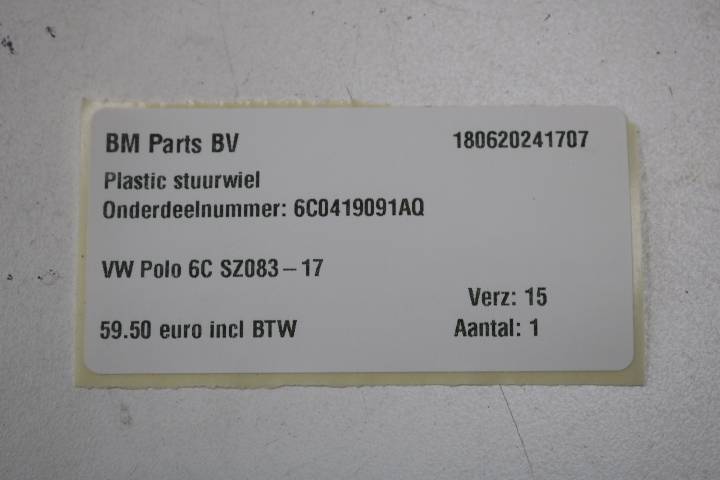 BM Parts BV 180620241707
Plastic stuurwiel
Onderdeelnummer: 6C0419091AQ
VW Polo 6C SZ083-17
Verz: 15
59.50 euro incl BTW Aantal: 1